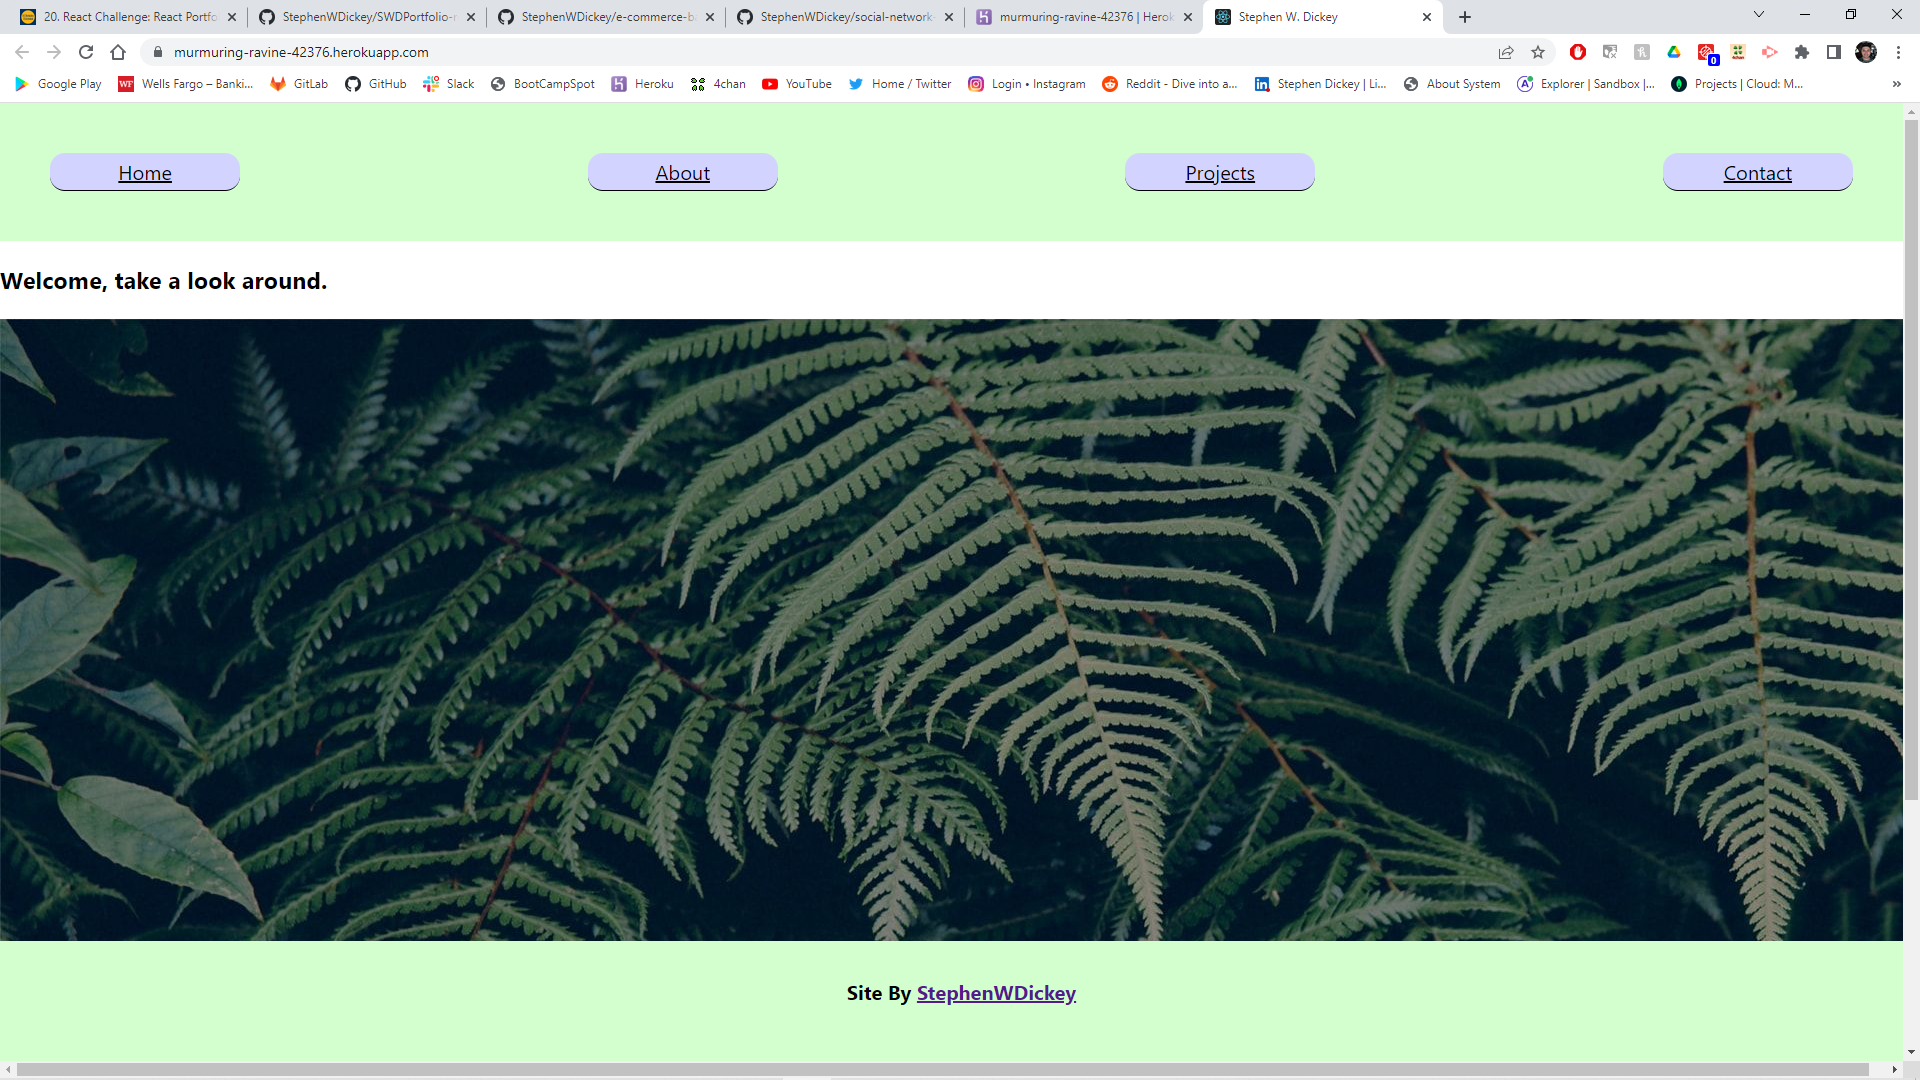 20. React Challenge: React Portfo
StephenWDickey/SWDPortfolio-r
StephenWDickey/e-commerce-b
StephenWDickey/social-network-
murmuring-ravine-42376 | Herok
Stephen W. Dickey
murmuring-ravine-42376.herokuapp.com
0
Google Play
WF
Wells Fargo – Banki...
GitLab
GitHub
Slack
BootCampSpot
Heroku
4chan
YouTube
Home / Twitter
Login • Instagram
Reddit - Dive into a...
Stephen Dickey | Li...
About System
Explorer | Sandbox |...
Projects | Cloud: M...
»
Home
About
Projects
Contact
Welcome, take a look around.
Site By StephenWDickey